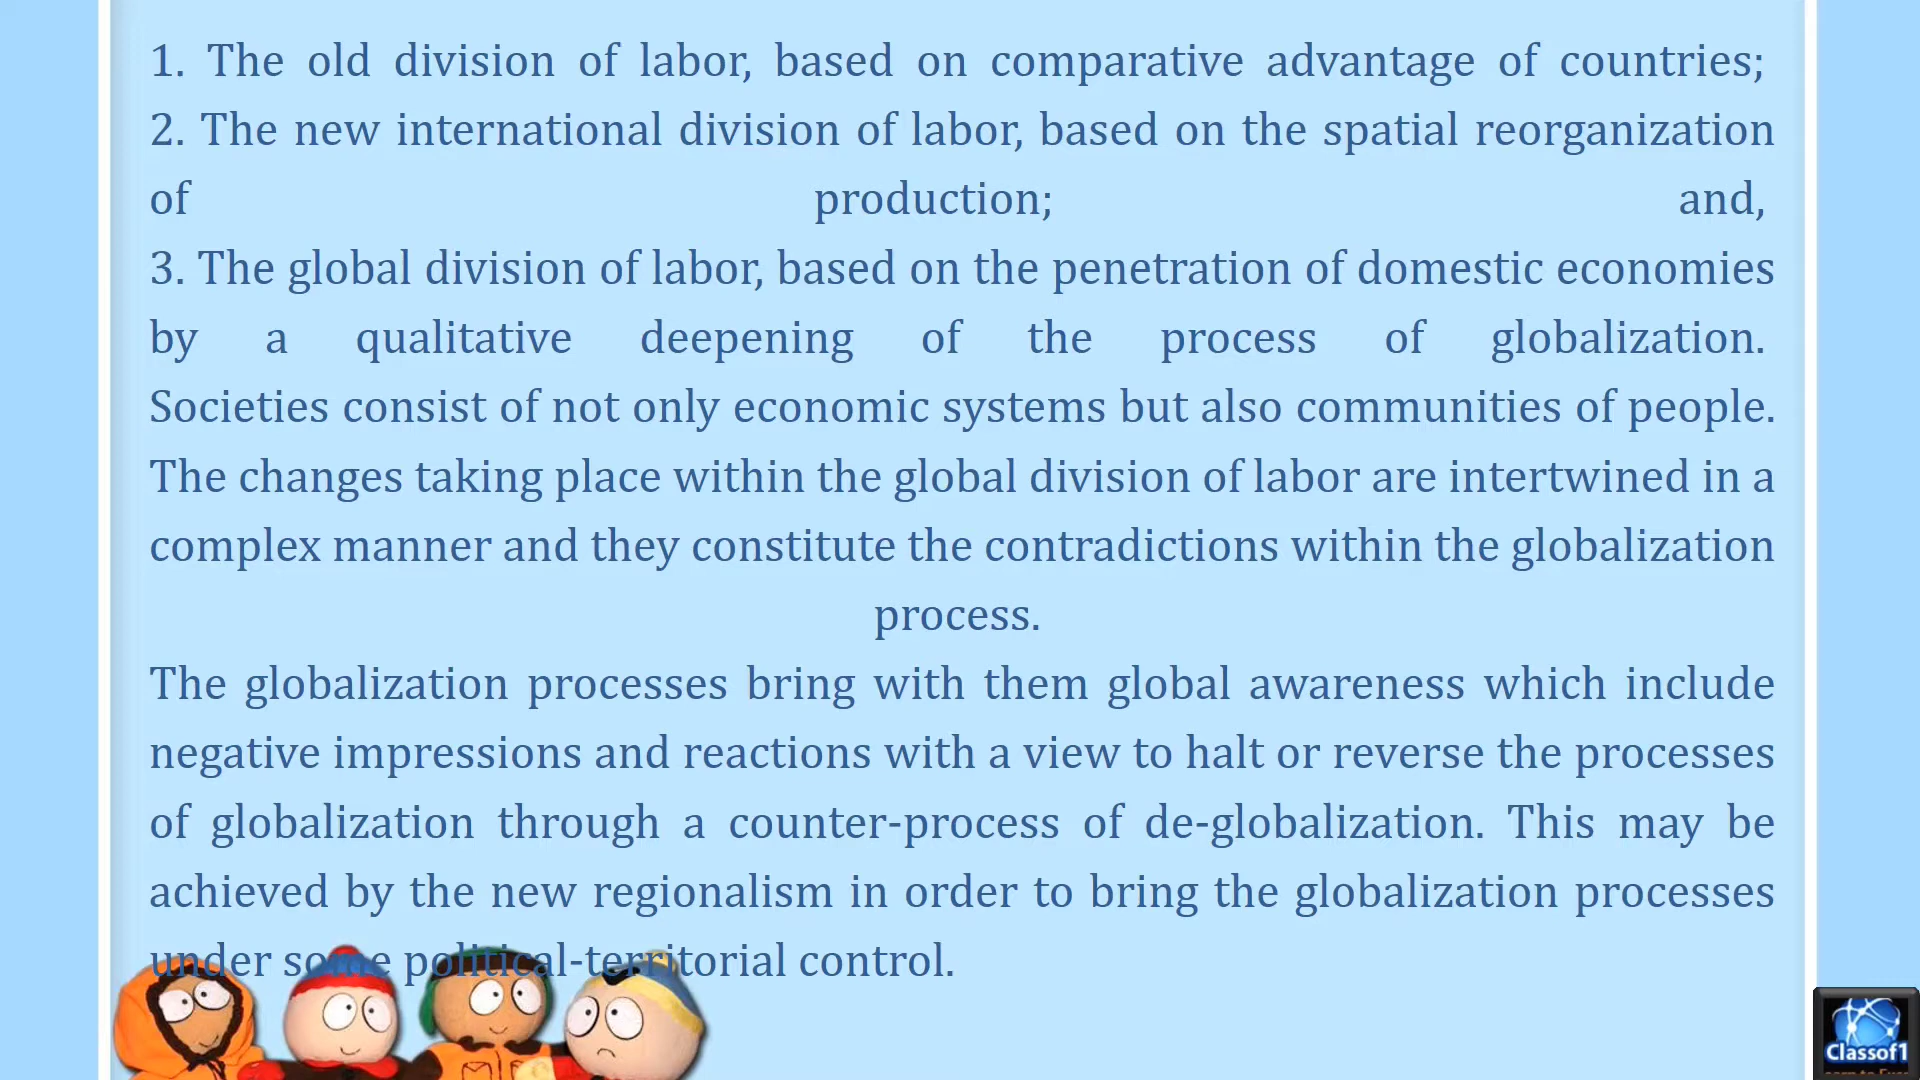 1. The old division of labor, based on comparative advantage of countries;
2. The new international division of labor, based on the spatial reorganization
of production; and,
3. The global division of labor, based on the penetration of domestic economies
by a qualitative deepening of the process of globalization.
Societies consist of not only economic systems but also communities of people.
The changes taking place within the global division of labor are intertwined in a
complex manner and they constitute the contradictions within the globalization
process.
The globalization processes bring with them global awareness which include
negative impressions and reactions with a view to halt or reverse the processes
of globalization through a counter-process of de-globalization. This may be
achieved by the new regionalism in order to bring the globalization processes
under some political-territorial control.
Classof1